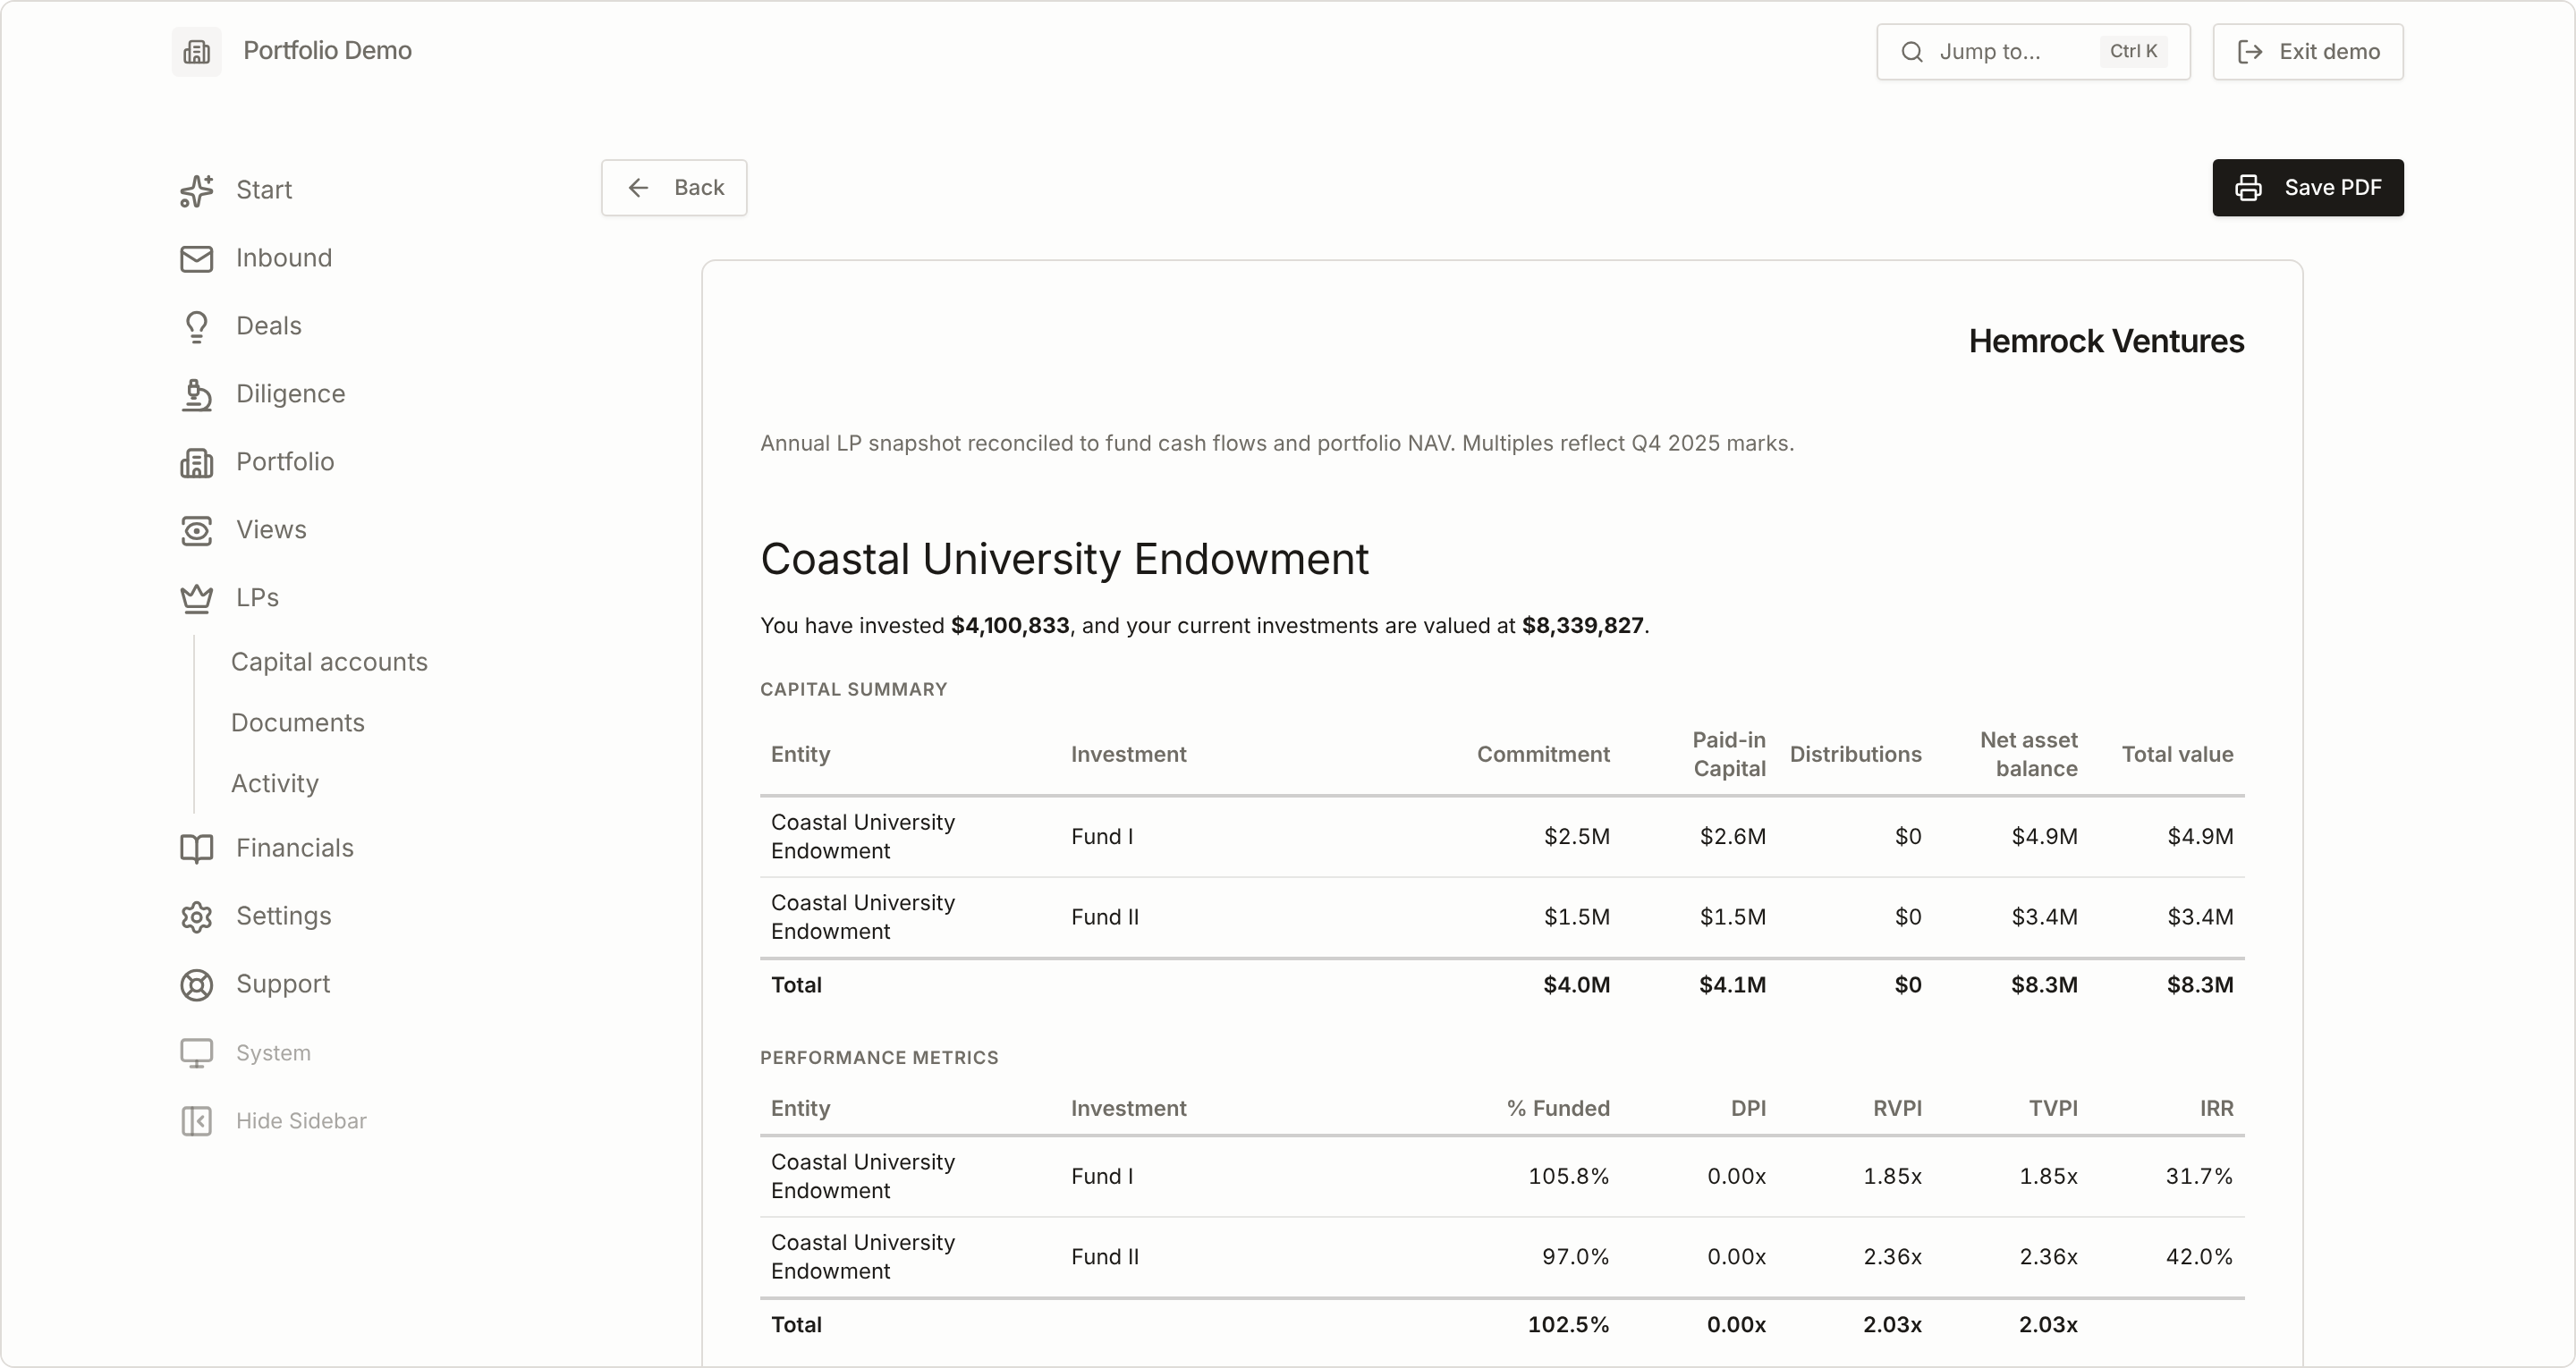 Portfolio Demo
Jump to...
Ctrl K
Exit demo
Start
Inbound
Deals
Diligence
Portfolio
Views
LPs
Capital accounts
Documents
Activity
Financials
Settings
Support
System
Hide Sidebar
Back
Save PDF
Hemrock Ventures
Annual LP snapshot reconciled to fund cash flows and portfolio NAV. Multiples reflect Q4 2025 marks.
Coastal University Endowment
You have invested $4,100,833, and your current investments are valued at $8,339,827.
CAPITAL SUMMARY
Entity Investment Commitment Paid-in Capital Distributions Net asset balance Total value
Coastal University Endowment Fund I $2.5M $2.6M $0 $4.9M $4.9M
Coastal University Endowment Fund II $1.5M $1.5M $0 $3.4M $3.4M
Total $4.0M $4.1M $0 $8.3M $8.3M
PERFORMANCE METRICS
Entity Investment % Funded DPI RVPI TVPI IRR
Coastal University Endowment Fund I 105.8% 0.00x 1.85x 1.85x 31.7%
Coastal University Endowment Fund II 97.0% 0.00x 2.36x 2.36x 42.0%
Total 102.5% 0.00x 2.03x 2.03x